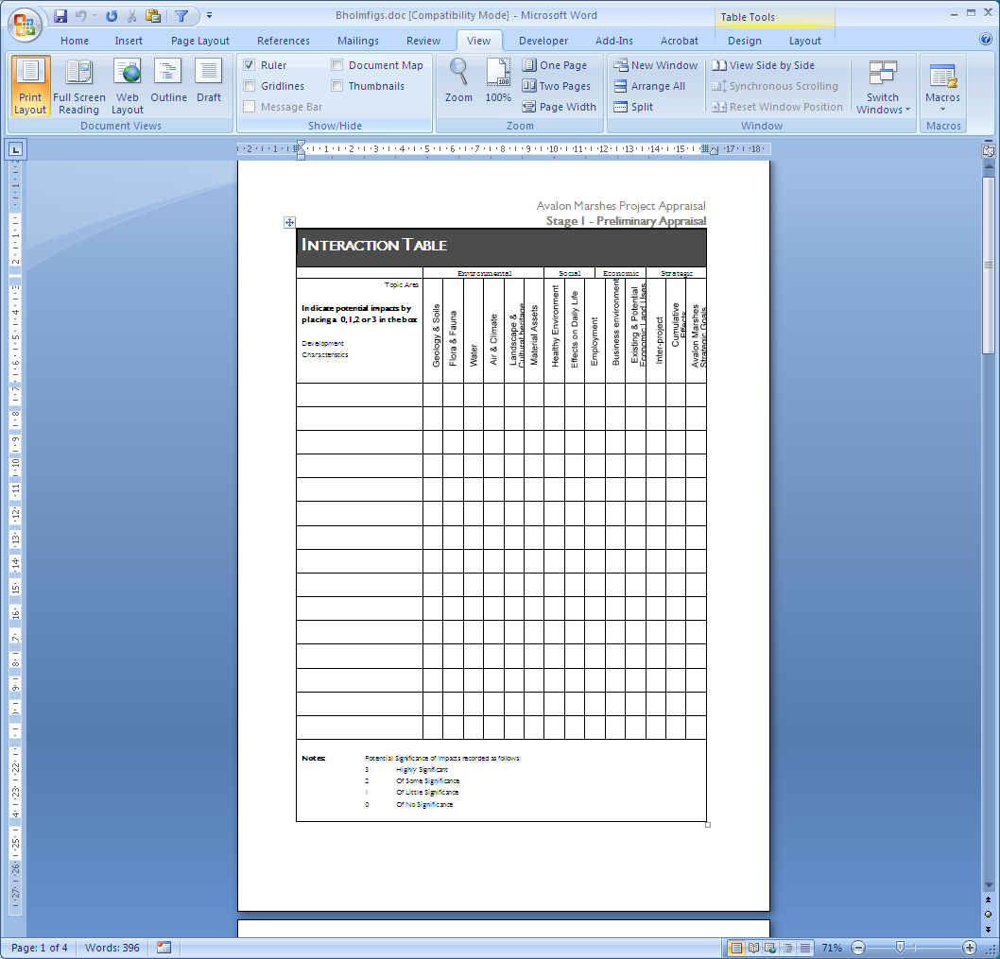 Bholmfigs.doc [Compatibility Mode] - Microsoft Word
Table Tools
Home Insert Page Layout References Mailings Review View Developer Add-Ins Acrobat Design Layout
Print Layout
Full Screen Reading
Web Layout
Outline
Draft
Document Views
Ruler
Gridlines
Message Bar
Document Map
Thumbnails
Show/Hide
Zoom
100%
One Page
Two Pages
Page Width
Zoom
New Window
Arrange All
Split
View Side by Side
Synchronous Scrolling
Reset Window Position
Switch Windows
Window
Macros
Macros
Avalon Marshes Project Appraisal
Stage 1 - Preliminary Appraisal
INTERACTION TABLE
Environmental Social Economic Strategic
Topic Area
Indicate potential impacts by
placing a 0,1,2 or 3 in the box
Development
Characteristics
Geology & Soils
Flora & Fauna
Water
Air & Climate
Landscape &
Cultural heritage
Material Assets
Healthy Environment
Effects on Daily Life
Employment
Business environment
Existing & Potential
Economic Land Uses
Inter-project
Cumulative
Effects
Avalon Marshes
Strategic Goals
Notes: Potential Significance of Impacts recorded as follows:
3 Highly Significant
2 Of Some Significance
1 Of Little Significance
0 Of No Significance
Page: 1 of 4 Words: 396 71%